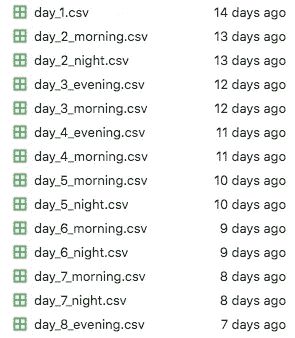 day_1.csv 14 days ago
day_2_morning.csv 13 days ago
day_2_night.csv 13 days ago
day_3_evening.csv 12 days ago
day_3_morning.csv 12 days ago
day_4_evening.csv 11 days ago
day_4_morning.csv 11 days ago
day_5_morning.csv 10 days ago
day_5_night.csv 10 days ago
day_6_morning.csv 9 days ago
day_6_night.csv 9 days ago
day_7_morning.csv 8 days ago
day_7_night.csv 8 days ago
day_8_evening.csv 7 days ago